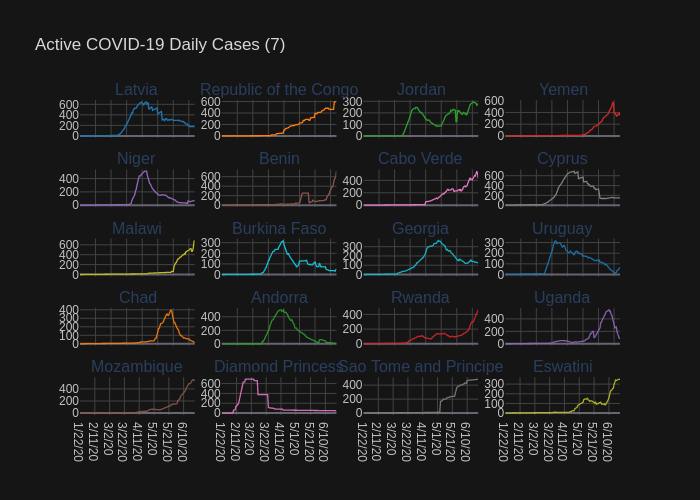 Active COVID-19 Daily Cases (7)
Latvia Republic of the Congo Jordan Yemen
600 400 200 0
600 400 200 0
300 200 100 0
600 400 200 0
Niger Benin Cabo Verde Cyprus
400 200 0
600 400 200 0
400 200 0
600 400 200 0
Malawi Burkina Faso Georgia Uruguay
600 400 200 0
300 200 100 0
300 200 100 0
300 200 100 0
Chad Andorra Rwanda Uganda
400 300 200 100 0
400 200 0
400 200 0
400 200 0
Mozambique Diamond Princess Sao Tome and Principe Eswatini
400 200 0
600 400 200 0
400 200 0
300 200 100 0
1/22/20 2/11/20 3/2/20 3/22/20 4/11/20 5/1/20 5/21/20 6/10/20
1/22/20 2/11/20 3/2/20 3/22/20 4/11/20 5/1/20 5/21/20 6/10/20
1/22/20 2/11/20 3/2/20 3/22/20 4/11/20 5/1/20 5/21/20 6/10/20
1/22/20 2/11/20 3/2/20 3/22/20 4/11/20 5/1/20 5/21/20 6/10/20